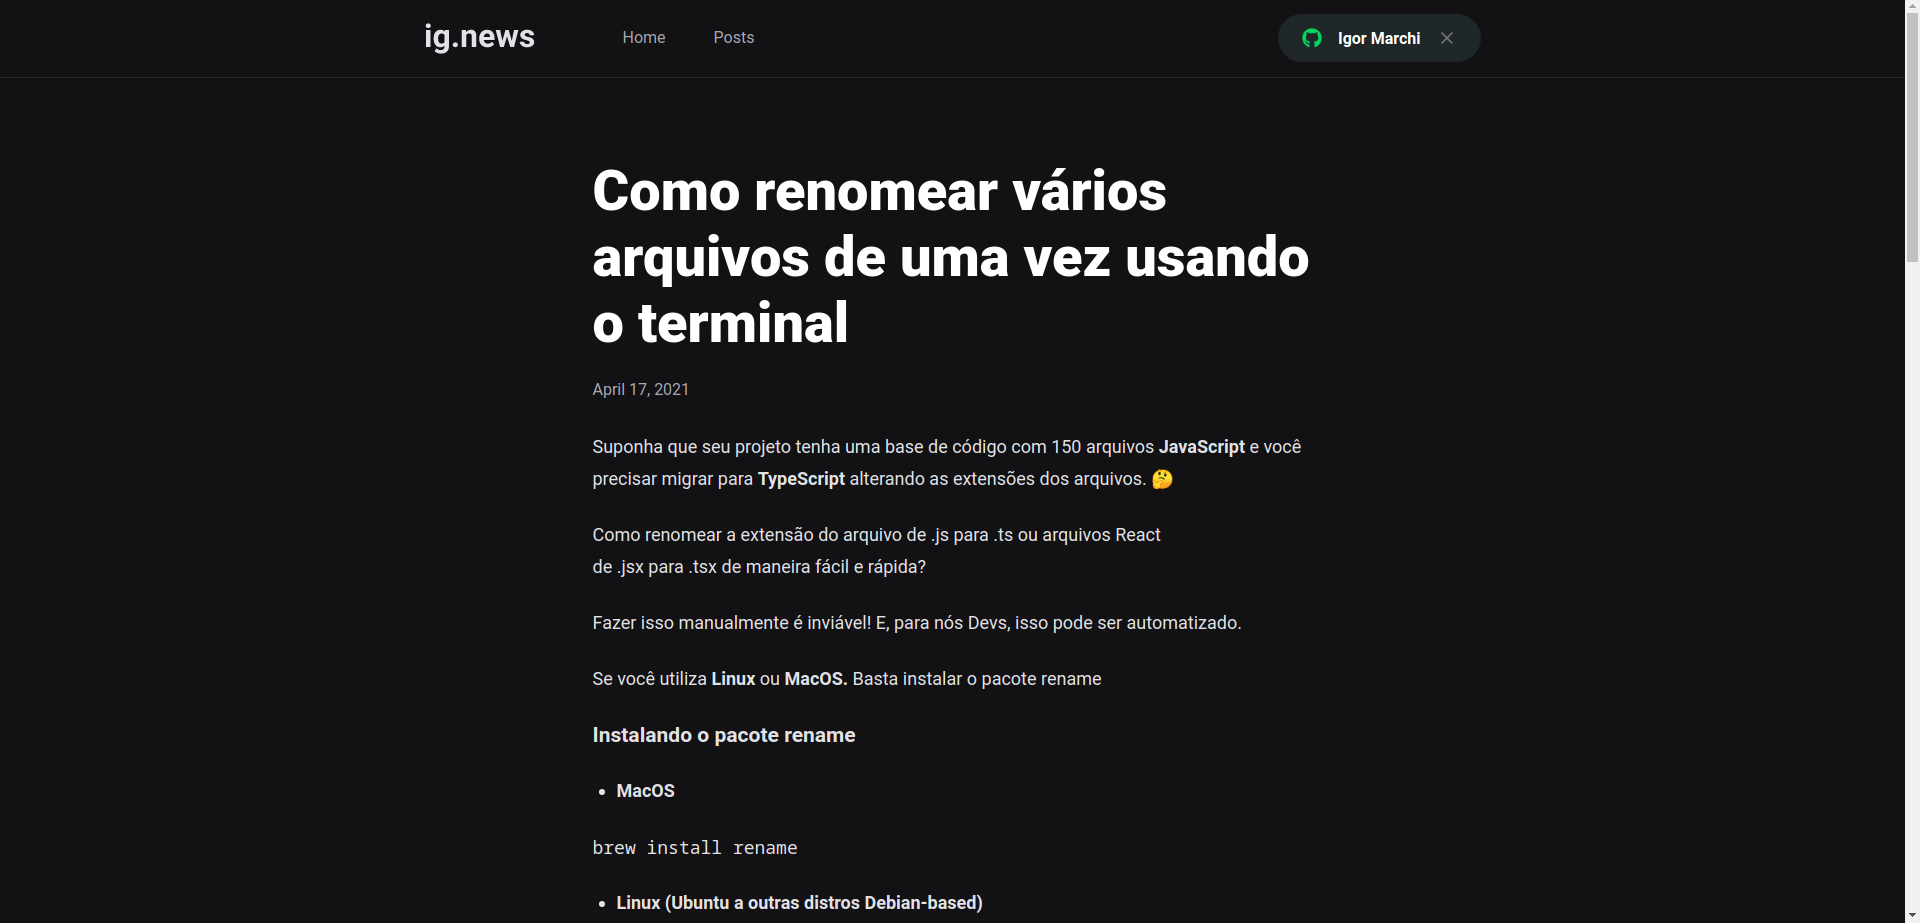 ig.news
Home
Posts
Igor Marchi
Como renomear vários
arquivos de uma vez usando
o terminal
April 17, 2021
Suponha que seu projeto tenha uma base de código com 150 arquivos JavaScript e você
precisar migrar para TypeScript alterando as extensões dos arquivos. 🤔
Como renomear a extensão do arquivo de .js para .ts ou arquivos React
de .jsx para .tsx de maneira fácil e rápida?
Fazer isso manualmente é inviável! E, para nós Devs, isso pode ser automatizado.
Se você utiliza Linux ou MacOS. Basta instalar o pacote rename
Instalando o pacote rename
• MacOS
brew install rename
• Linux (Ubuntu a outras distros Debian-based)